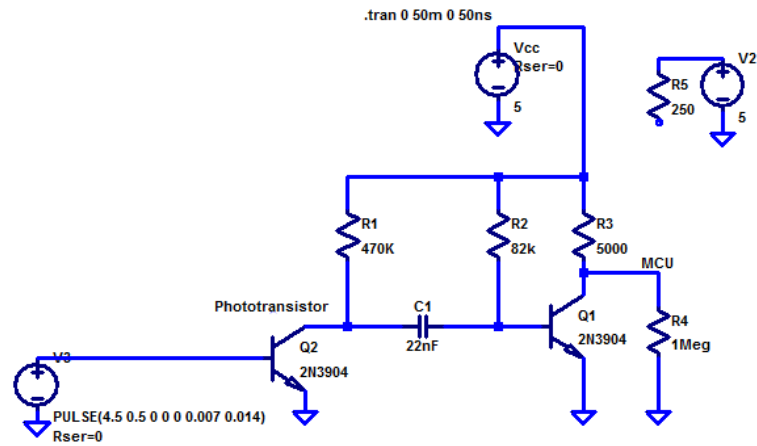 .tran 0 50m 0 50ns
Vcc
Rser=0
5
V2
R5
250
5
R1
470K
R2
82k
R3
5000
MCU
Phototransistor
C1
22nF
Q1
2N3904
R4
1Meg
Q2
2N3904
V3
PULSE(4.5 0.5 0 0 0 0.007 0.014)
Rser=0